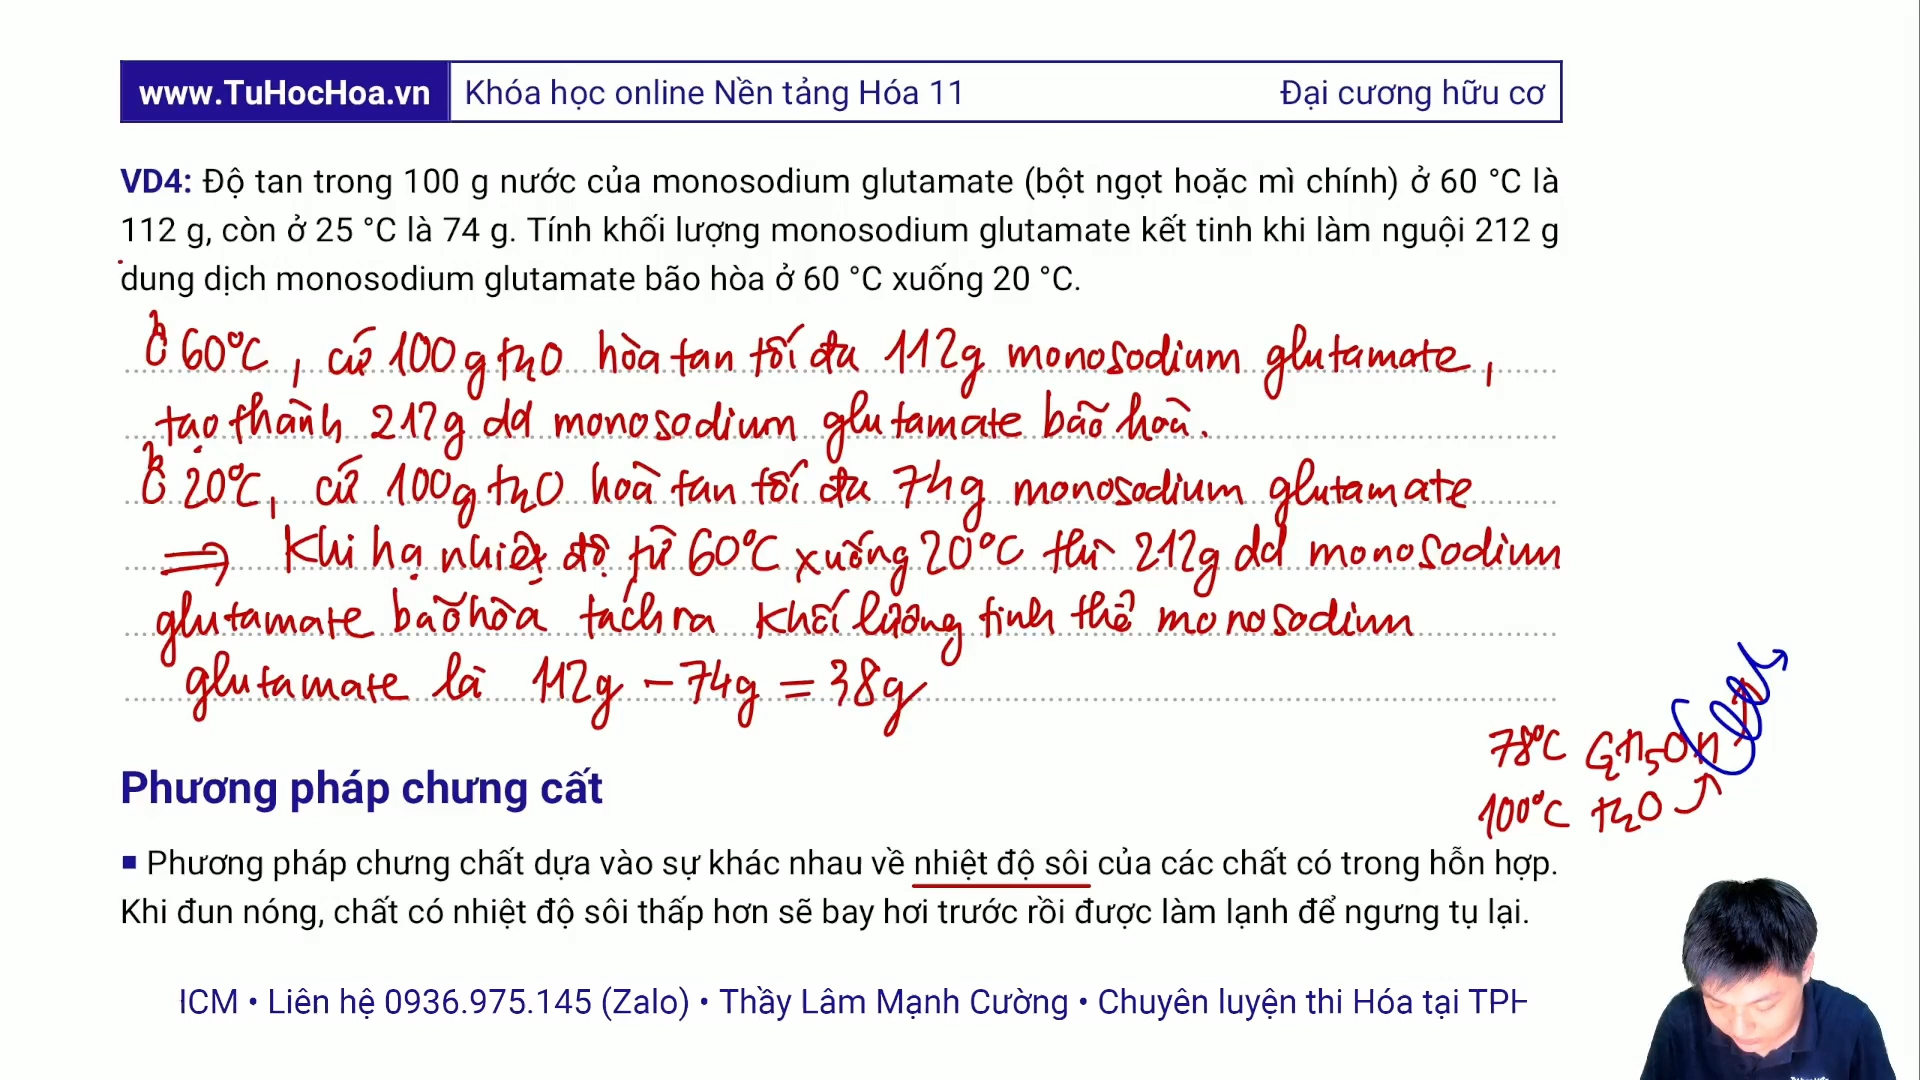 www.TuHocHoa.vn Khóa học online Nền tảng Hóa 11 Đại cương hữu cơ
VD4: Độ tan trong 100 g nước của monosodium glutamate (bột ngọt hoặc mì chính) ở 60 °C là
112 g, còn ở 25 °C là 74 g. Tính khối lượng monosodium glutamate kết tinh khi làm nguội 212 g
dung dịch monosodium glutamate bão hòa ở 60 °C xuống 20 °C.
Ở 60°C, cứ 100g H2O hòa tan tối đa 112g monosodium glutamate,
tạo thành 212g dd monosodium glutamate bão hoà.
Ở 20°C, cứ 100g H2O hoà tan tối đa 74g monosodium glutamate
=> Khi hạ nhiệt độ từ 60°C xuống 20°C thì 212g dd monosodium
glutamate bão hòa tách ra khối lượng tinh thể monosodium
glutamate là 112g - 74g = 38g
78°C C2H5OH
100°C H2O
Phương pháp chưng cất
Phương pháp chưng chất dựa vào sự khác nhau về nhiệt độ sôi của các chất có trong hỗn hợp.
Khi đun nóng, chất có nhiệt độ sôi thấp hơn sẽ bay hơi trước rồi được làm lạnh để ngưng tụ lại.
ICM • Liên hệ 0936.975.145 (Zalo) • Thầy Lâm Mạnh Cường • Chuyên luyện thi Hóa tại TPH